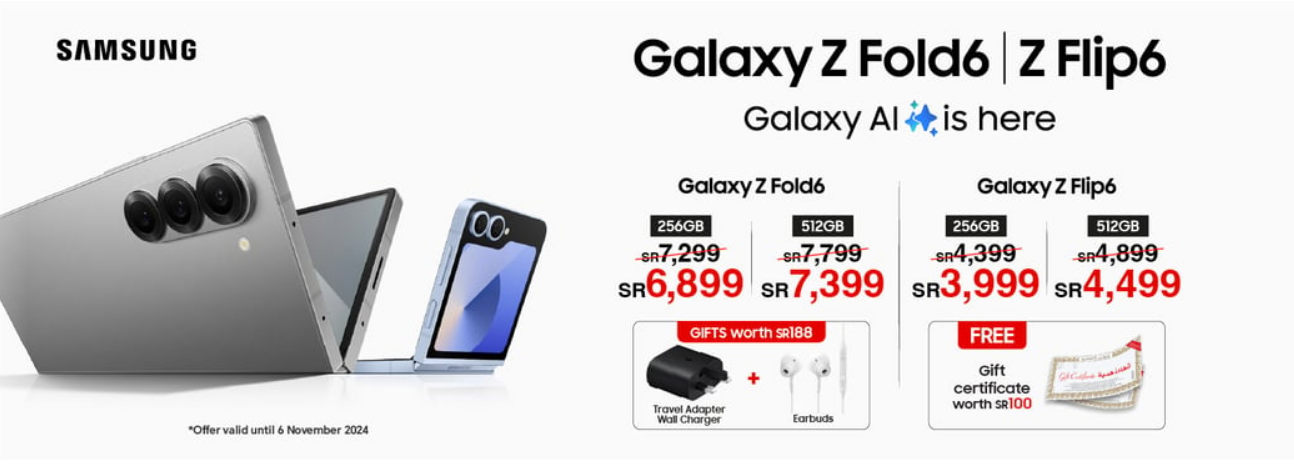 SAMSUNG
Galaxy Z Fold6 | Z Flip6
Galaxy AI is here
Galaxy Z Fold6
256GB
SR7,299
SR6,899
512GB
SR7,799
SR7,399
GIFTS worth SR188
Travel Adapter
Wall Charger
+
Earbuds
Galaxy Z Flip6
256GB
SR4,399
SR3,999
512GB
SR4,899
SR4,499
FREE
Gift
certificate
worth SR100
Gift Certificate
*Offer valid until 6 November 2024